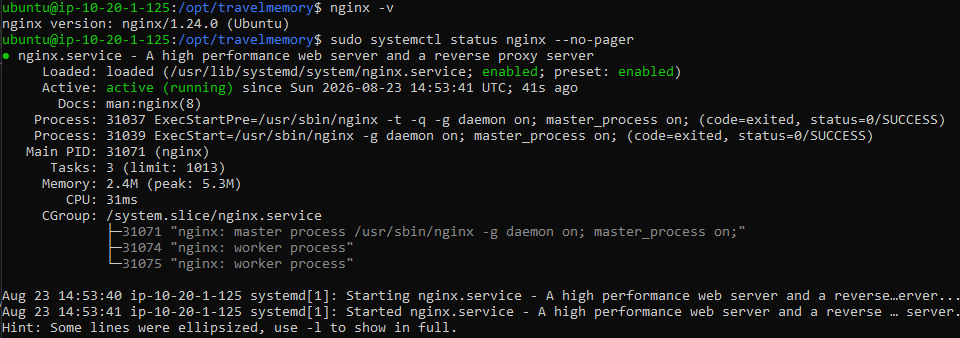 ubuntu@ip-10-20-1-125:/opt/travelmemory$ nginx -v
nginx version: nginx/1.24.0 (Ubuntu)
ubuntu@ip-10-20-1-125:/opt/travelmemory$ sudo systemctl status nginx --no-pager
● nginx.service - A high performance web server and a reverse proxy server
     Loaded: loaded (/usr/lib/systemd/system/nginx.service; enabled; preset: enabled)
     Active: active (running) since Sun 2026-08-23 14:53:41 UTC; 41s ago
       Docs: man:nginx(8)
    Process: 31037 ExecStartPre=/usr/sbin/nginx -t -q -g daemon on; master_process on; (code=exited, status=0/SUCCESS)
    Process: 31039 ExecStart=/usr/sbin/nginx -g daemon on; master_process on; (code=exited, status=0/SUCCESS)
   Main PID: 31071 (nginx)
      Tasks: 3 (limit: 1013)
     Memory: 2.4M (peak: 5.3M)
        CPU: 31ms
     CGroup: /system.slice/nginx.service
             ├─31071 "nginx: master process /usr/sbin/nginx -g daemon on; master_process on;"
             ├─31074 "nginx: worker process"
             └─31075 "nginx: worker process"
Aug 23 14:53:40 ip-10-20-1-125 systemd[1]: Starting nginx.service - A high performance web server and a reverse…erver...
Aug 23 14:53:41 ip-10-20-1-125 systemd[1]: Started nginx.service - A high performance web server and a reverse … server.
Hint: Some lines were ellipsized, use -l to show in full.